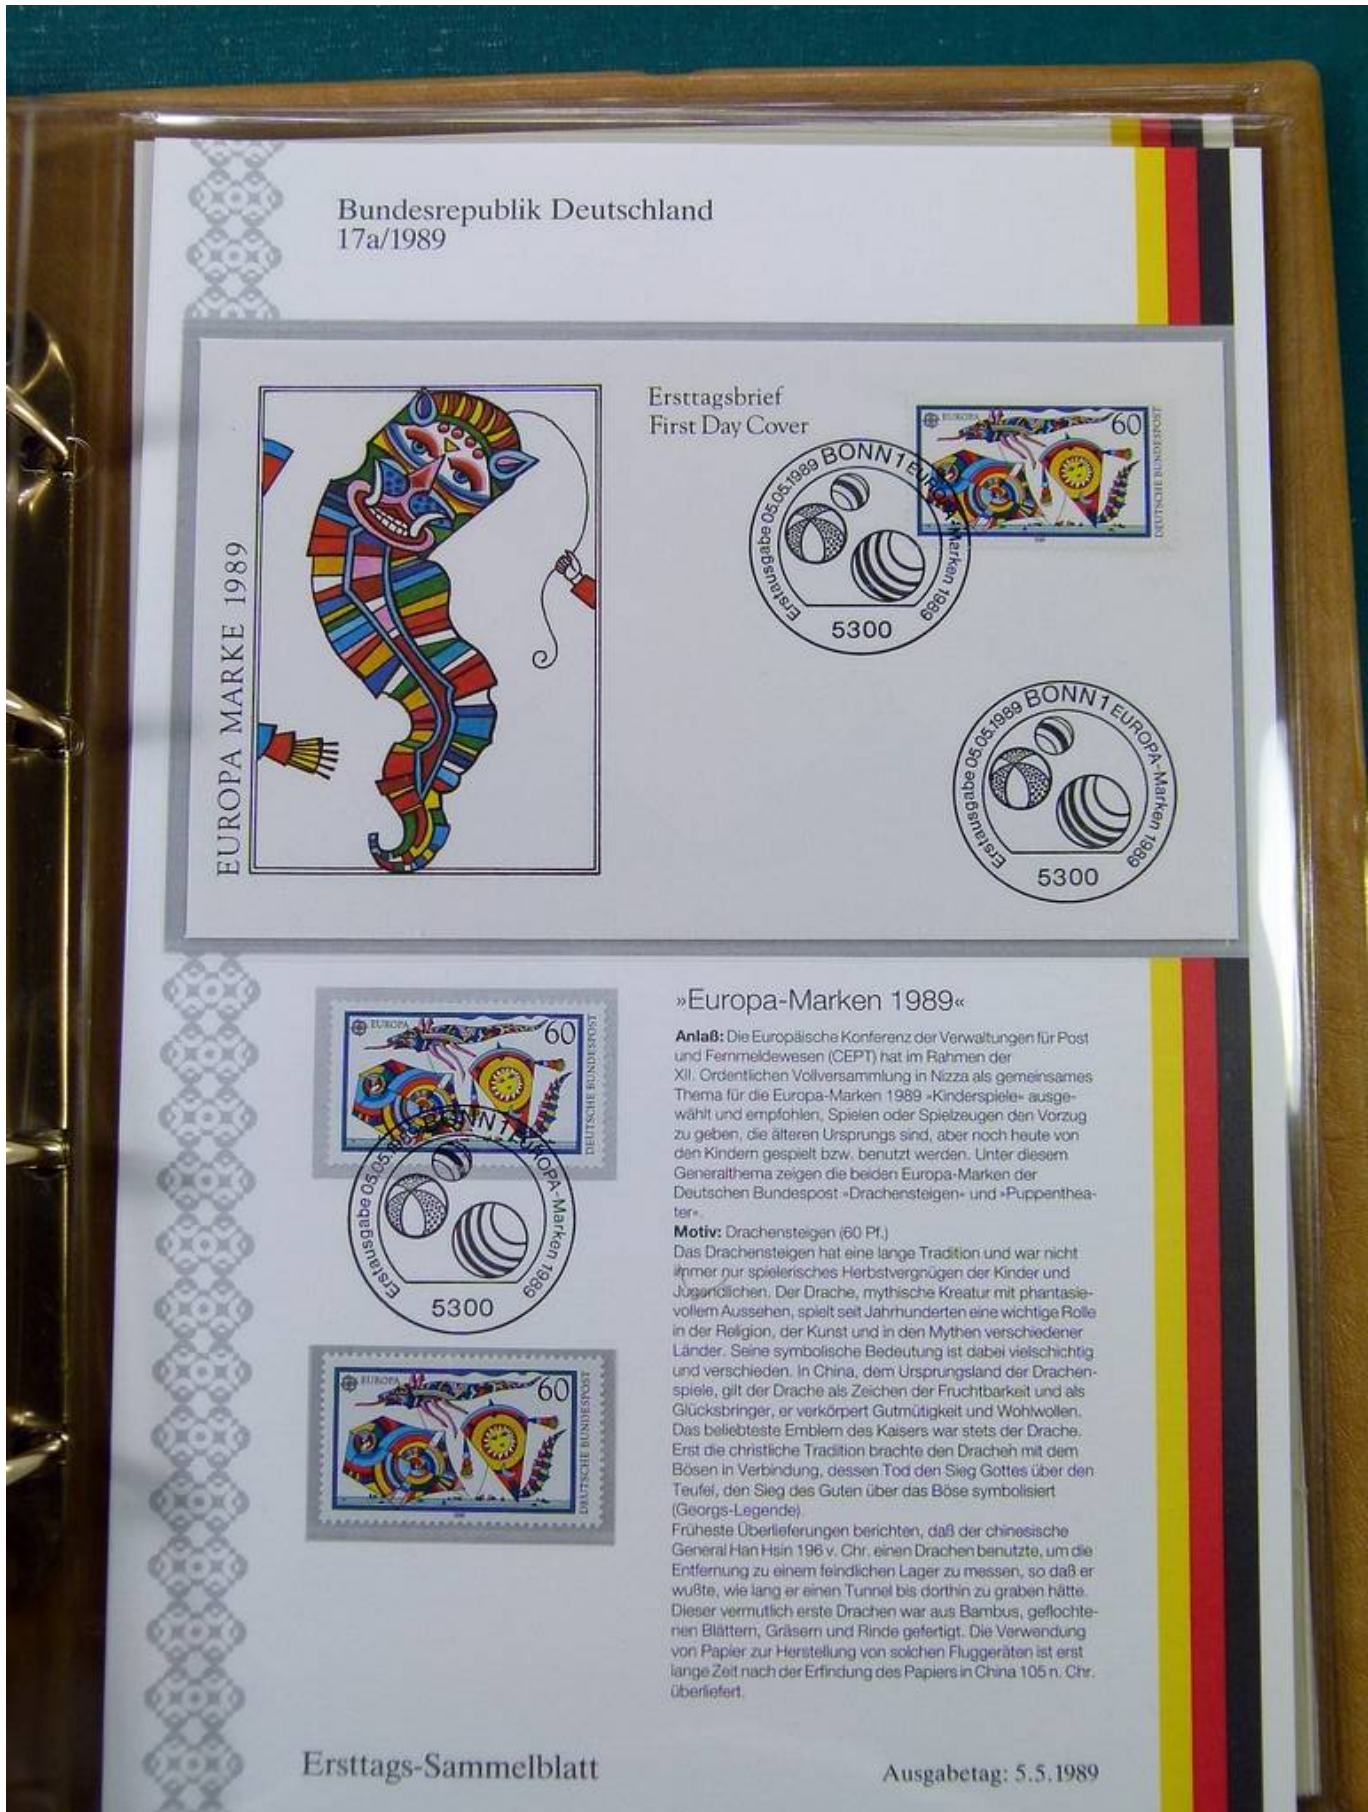 Bundesrepublik Deutschland
17a/1989
EUROPA MARKE 1989
Ersttagsbrief
First Day Cover
EUROPA
60
DEUTSCHE BUNDESPOST
Erstausgabe 05.05.1989 BONN 1 EUROPA-Marken 1989
5300
Erstausgabe 05.05.1989 BONN 1 EUROPA-Marken 1989
5300
EUROPA
60
DEUTSCHE BUNDESPOST
Erstausgabe 05.05.1989 BONN 1 EUROPA-Marken 1989
5300
EUROPA
60
DEUTSCHE BUNDESPOST
»Europa-Marken 1989«
Anlaß: Die Europäische Konferenz der Verwaltungen für Post
und Fernmeldewesen (CEPT) hat im Rahmen der
XII. Ordentlichen Vollversammlung in Nizza als gemeinsames
Thema für die Europa-Marken 1989 »Kinderspiele« ausge-
wählt und empfohlen, Spielen oder Spielzeugen den Vorzug
zu geben, die älteren Ursprungs sind, aber noch heute von
den Kindern gespielt bzw. benutzt werden. Unter diesem
Generalthema zeigen die beiden Europa-Marken der
Deutschen Bundespost »Drachensteigen« und »Puppenthea-
ter«.
Motiv: Drachensteigen (60 Pf.)
Das Drachensteigen hat eine lange Tradition und war nicht
immer nur spielerisches Herbstvergnügen der Kinder und
Jugendlichen. Der Drache, mythische Kreatur mit phantasie-
vollem Aussehen, spielt seit Jahrhunderten eine wichtige Rolle
in der Religion, der Kunst und in den Mythen verschiedener
Länder. Seine symbolische Bedeutung ist dabei vielschichtig
und verschieden. In China, dem Ursprungsland der Drachen-
spiele, gilt der Drache als Zeichen der Fruchtbarkeit und als
Glücksbringer, er verkörpert Gutmütigkeit und Wohlwollen.
Das beliebteste Emblem des Kaisers war stets der Drache.
Erst die christliche Tradition brachte den Drachen mit dem
Bösen in Verbindung, dessen Tod den Sieg Gottes über den
Teufel, den Sieg des Guten über das Böse symbolisiert
(Georgs-Legende).
Früheste Überlieferungen berichten, daß der chinesische
General Han Hsin 196 v. Chr. einen Drachen benutzte, um die
Entfernung zu einem feindlichen Lager zu messen, so daß er
wußte, wie lang er einen Tunnel bis dorthin zu graben hätte.
Dieser vermutlich erste Drachen war aus Bambus, geflochte-
nen Blättern, Gräsern und Rinde gefertigt. Die Verwendung
von Papier zur Herstellung von solchen Fluggeräten ist erst
lange Zeit nach der Erfindung des Papiers in China 105 n. Chr.
überliefert.
Ersttags-Sammelblatt
Ausgabetag: 5.5.1989